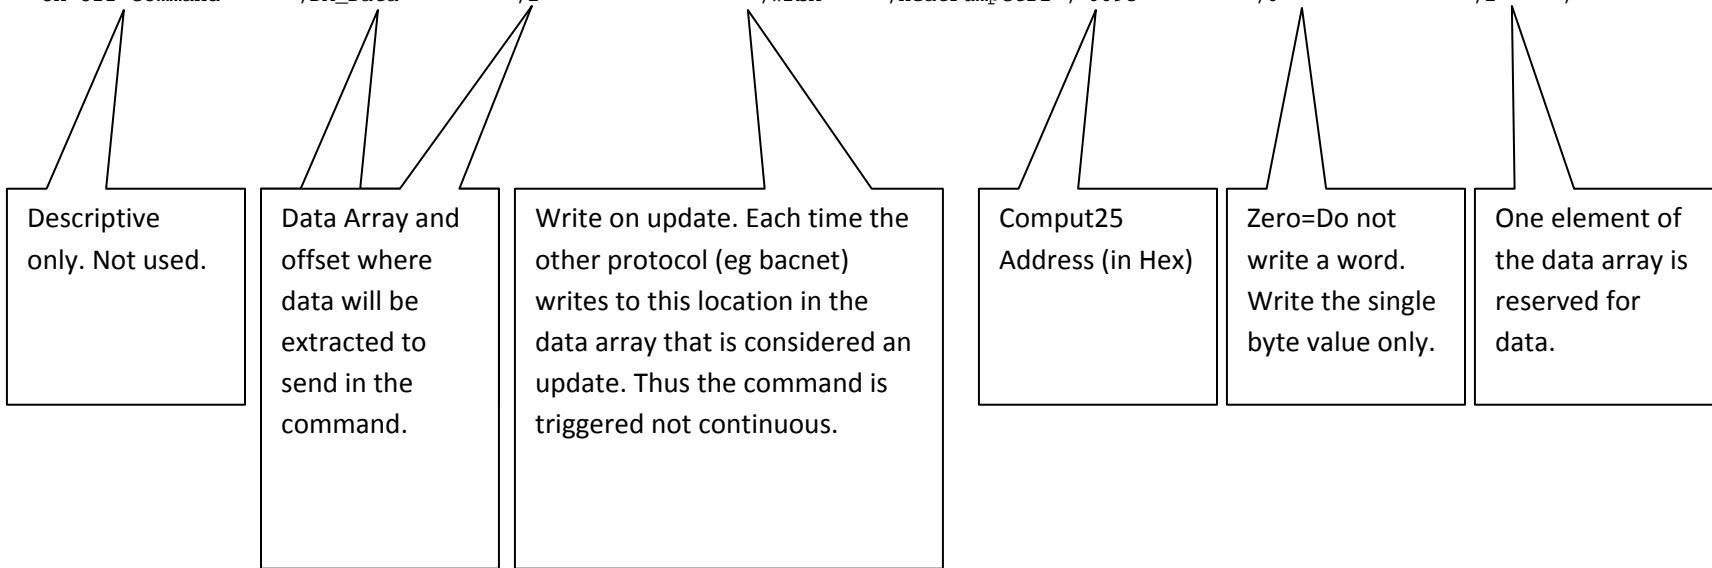 Descriptive
only. Not used.
Data Array and
offset where
data will be
extracted to
send in the
command.
Write on update. Each time the
other protocol (eg bacnet)
writes to this location in the
data array that is considered an
update. Thus the command is
triggered not continuous.
Comput25
Address (in Hex)
Zero=Do not
write a word.
Write the single
byte value only.
One element of
the data array is
reserved for
data.